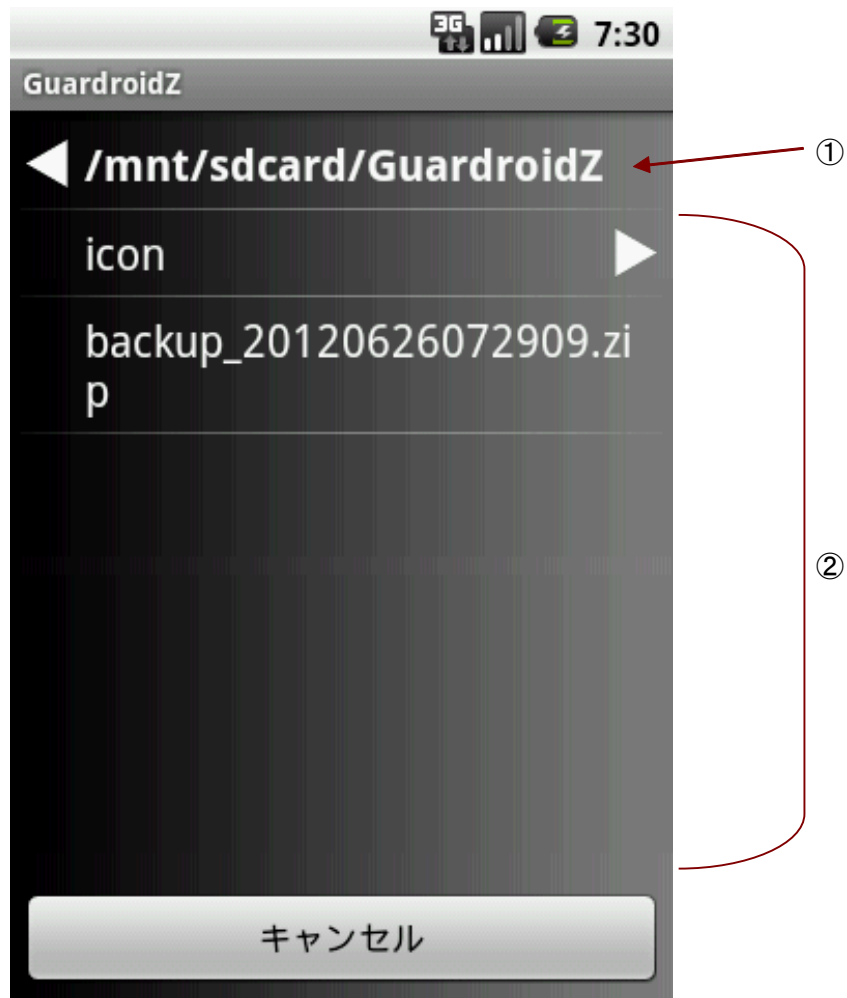 3G 7:30
GuardroidZ
/mnt/sdcard/GuardroidZ
①
icon
backup_20120626072909.zi
p
②
キャンセル